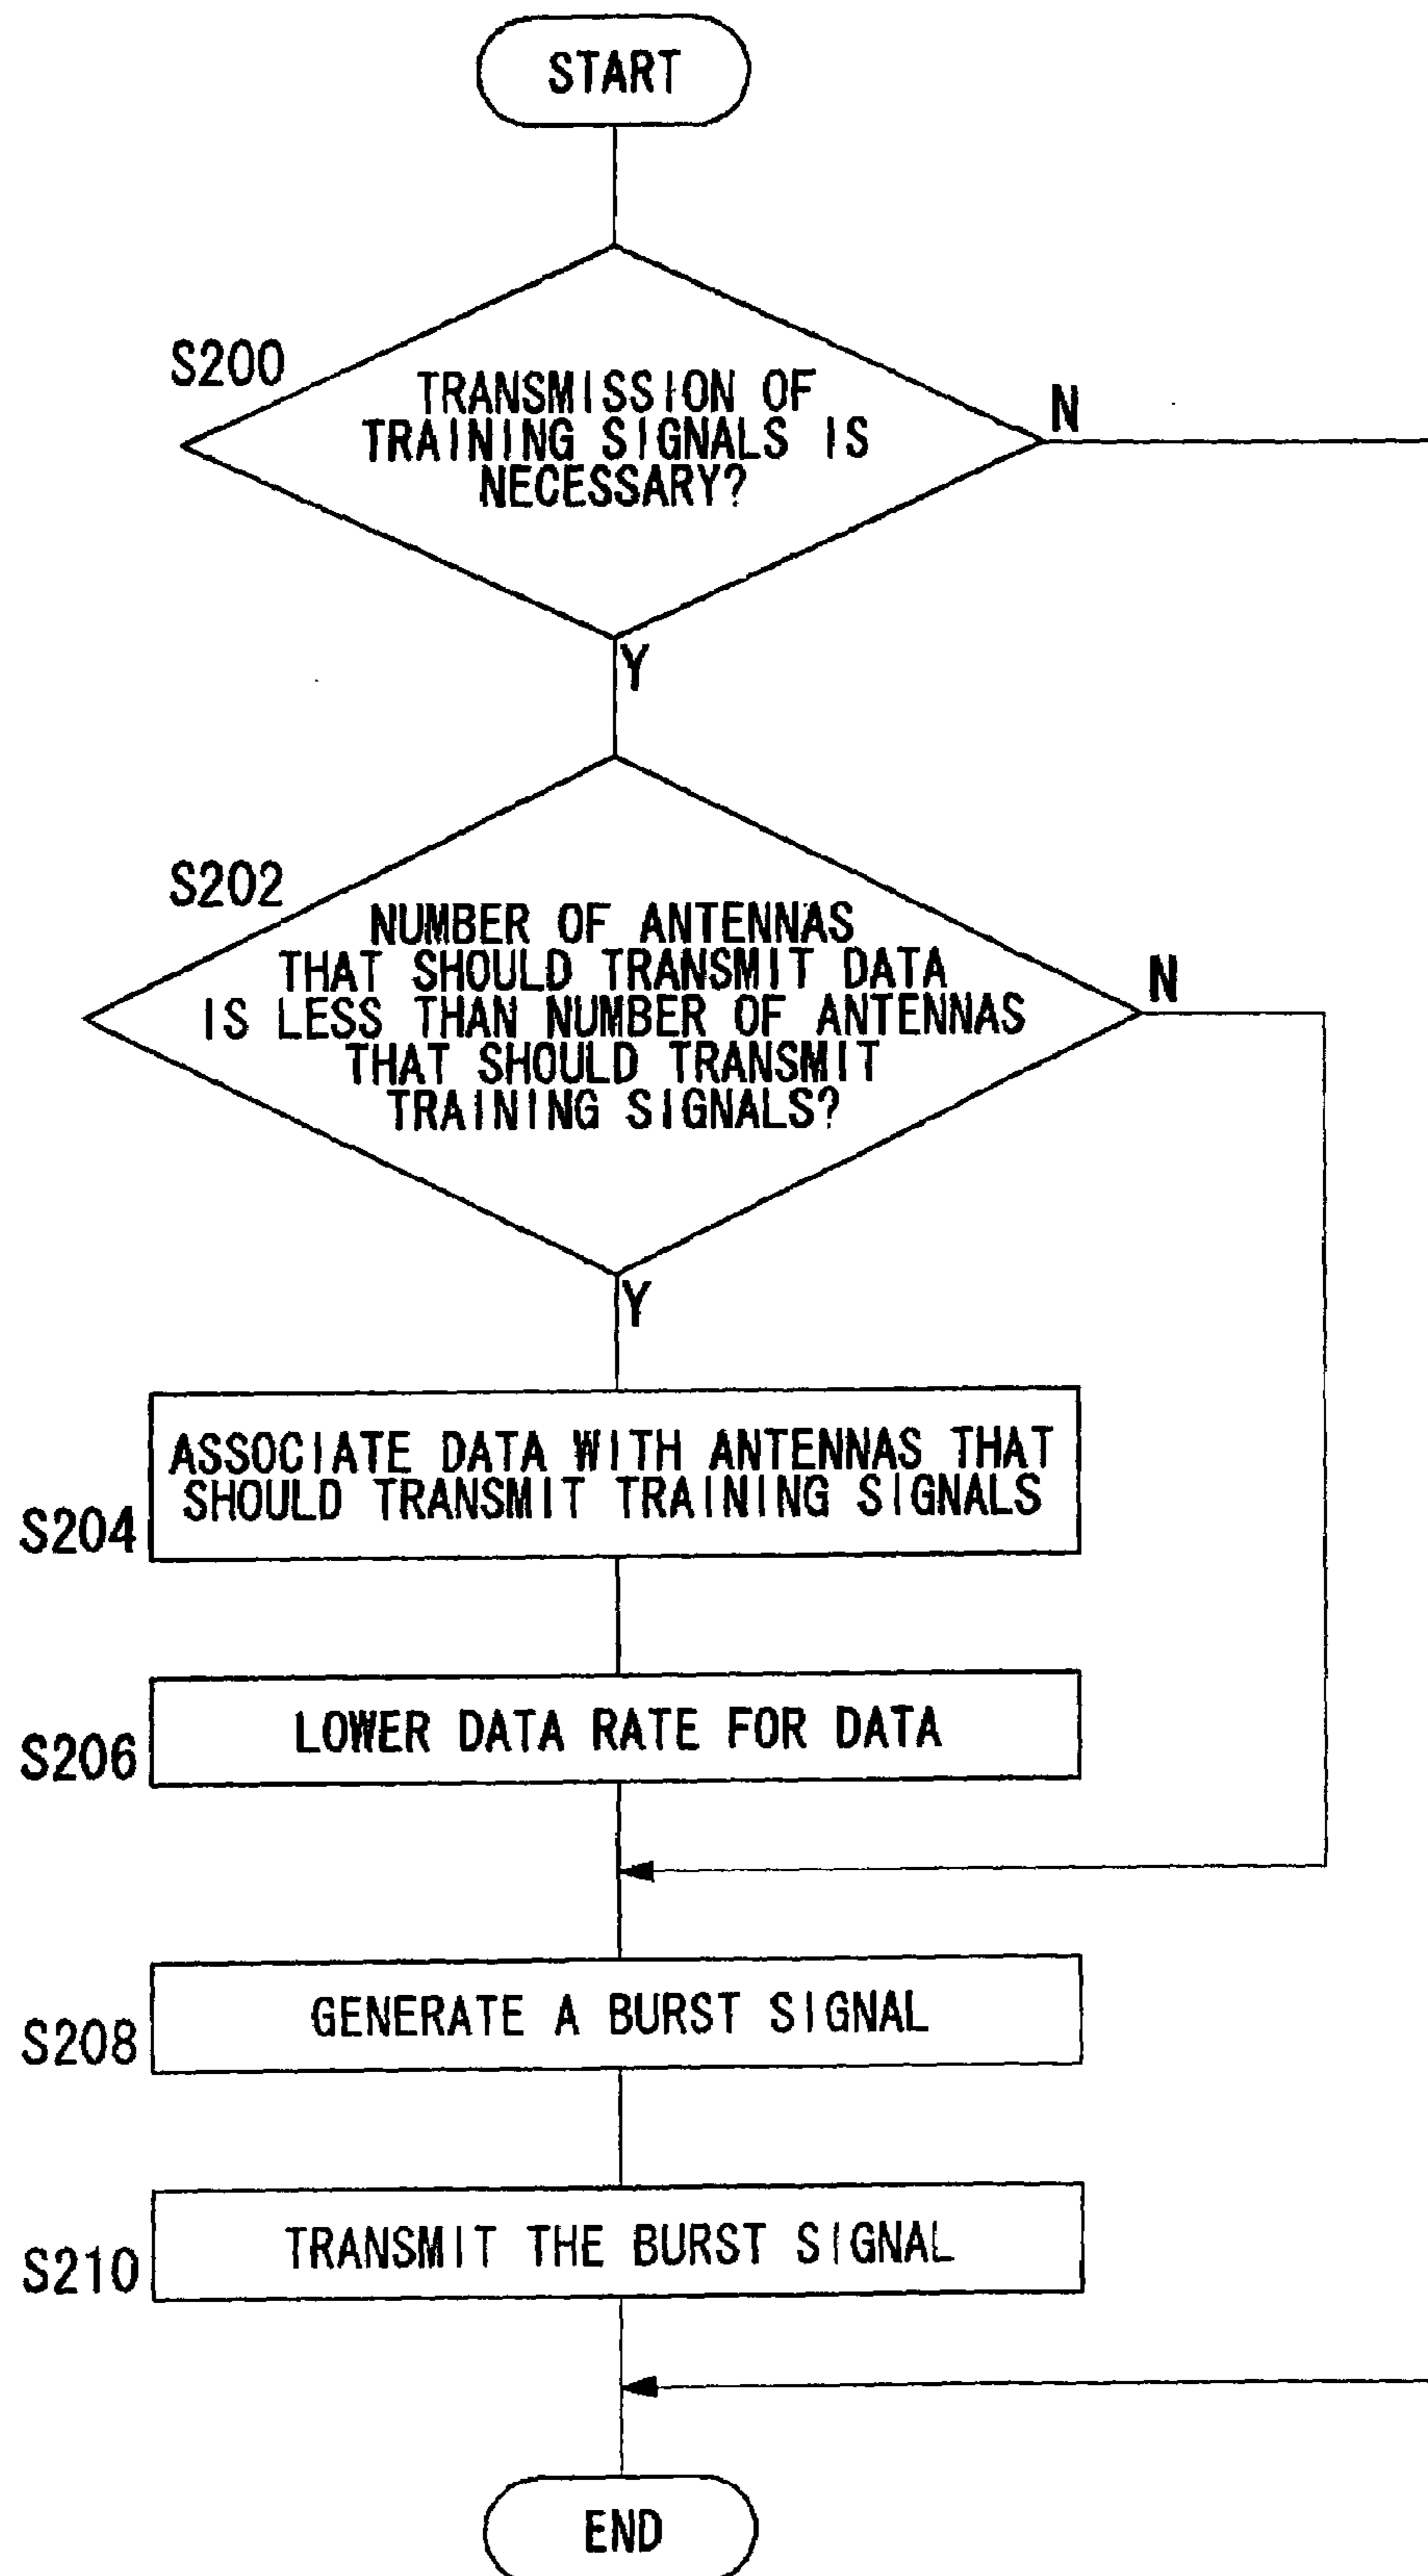 START
S200
TRANSMISSION OF
TRAINING SIGNALS IS
NECESSARY?
N
Y
S202
NUMBER OF ANTENNAS
THAT SHOULD TRANSMIT DATA
IS LESS THAN NUMBER OF ANTENNAS
THAT SHOULD TRANSMIT
TRAINING SIGNALS?
N
Y
ASSOCIATE DATA WITH ANTENNAS THAT
SHOULD TRANSMIT TRAINING SIGNALS
S204
LOWER DATA RATE FOR DATA
S206
GENERATE A BURST SIGNAL
S208
TRANSMIT THE BURST SIGNAL
S210
END